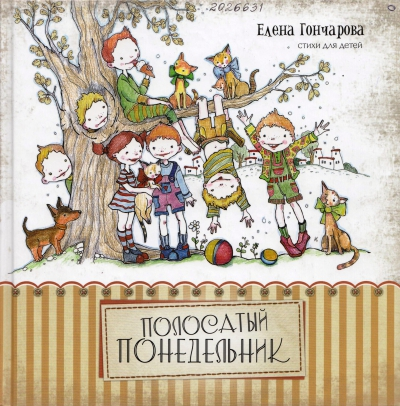 2026631
Елена Гончарова
стихи для детей
ПОЛОСАТЫЙ
ПОНЕДЕЛЬНИК